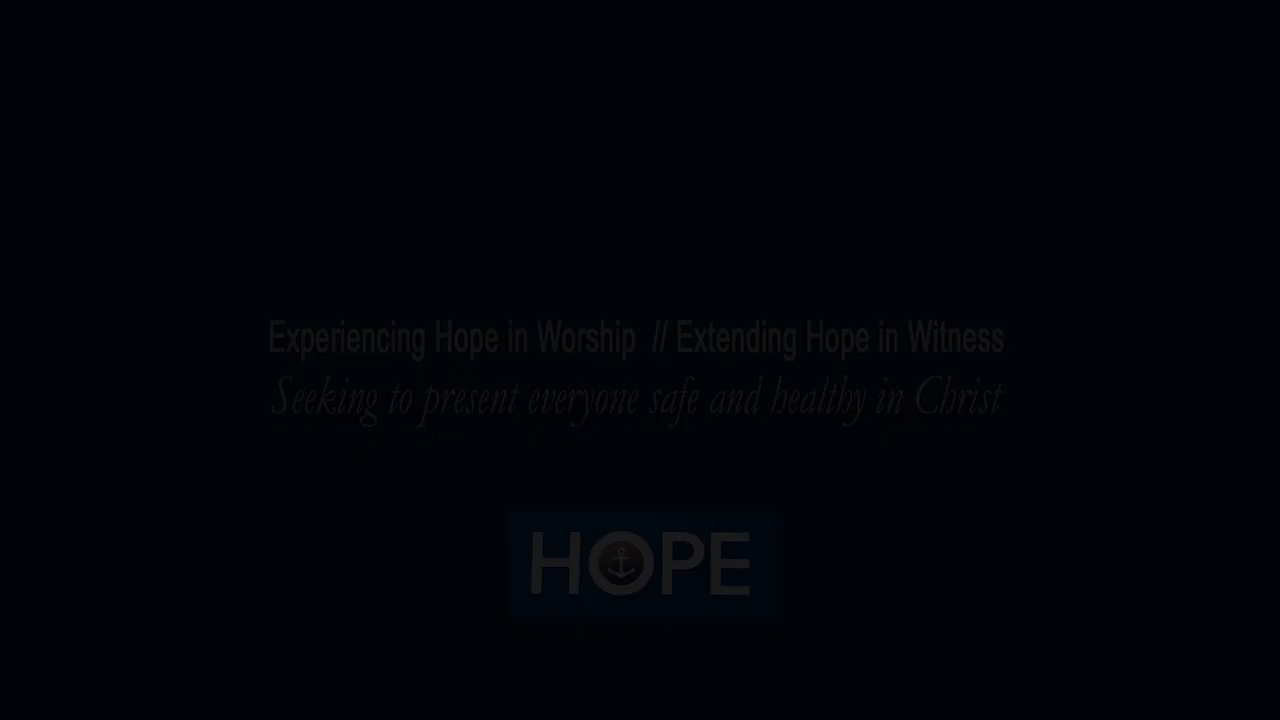 Experiencing Hope in Worship // Extending Hope in Witness
Seeking to present everyone safe and healthy in Christ
HOPE